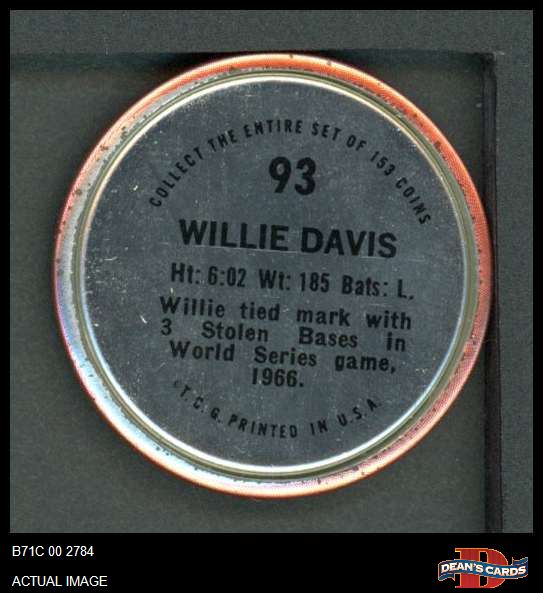 COLLECT THE ENTIRE SET OF 153 COINS
93
WILLIE DAVIS
Ht: 6:02 Wt: 185 Bats: L.
Willie tied mark with
3 Stolen Bases in
World Series game,
1966.
©T.C.G. PRINTED IN U.S.A.
B71C 00 2784
ACTUAL IMAGE
D
DEAN'S CARDS